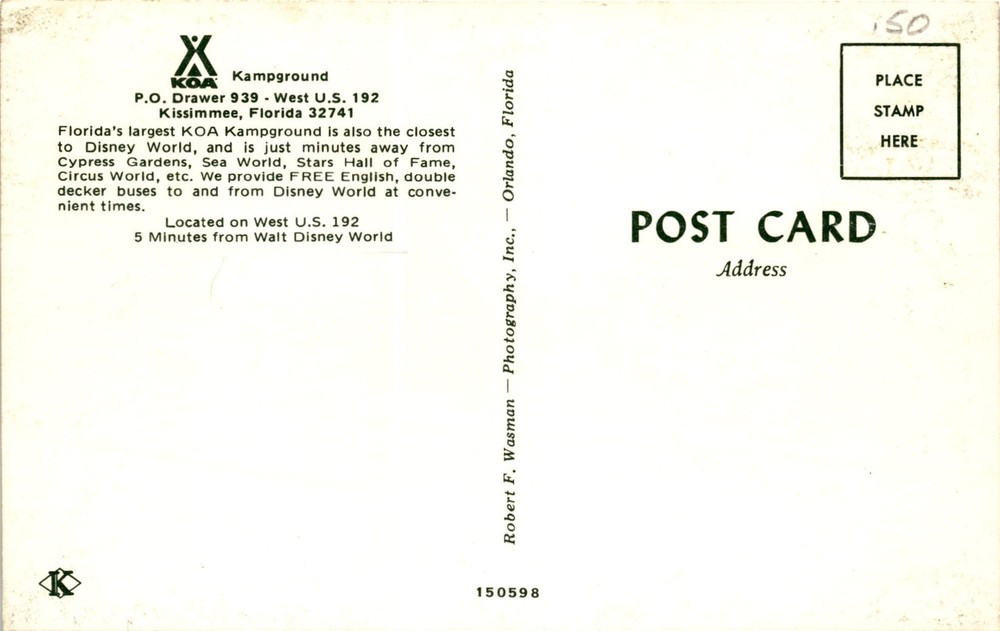 KOA Kampground
P.O. Drawer 939 - West U.S. 192
Kissimmee, Florida 32741
Florida's largest KOA Kampground is also the closest
to Disney World, and is just minutes away from
Cypress Gardens, Sea World, Stars Hall of Fame,
Circus World, etc. We provide FREE English, double
decker buses to and from Disney World at conve-
nient times.
Located on West U.S. 192
5 Minutes from Walt Disney World
K
Robert F. Wasman — Photography, Inc., — Orlando, Florida
150598
.50
PLACE
STAMP
HERE
POST CARD
Address